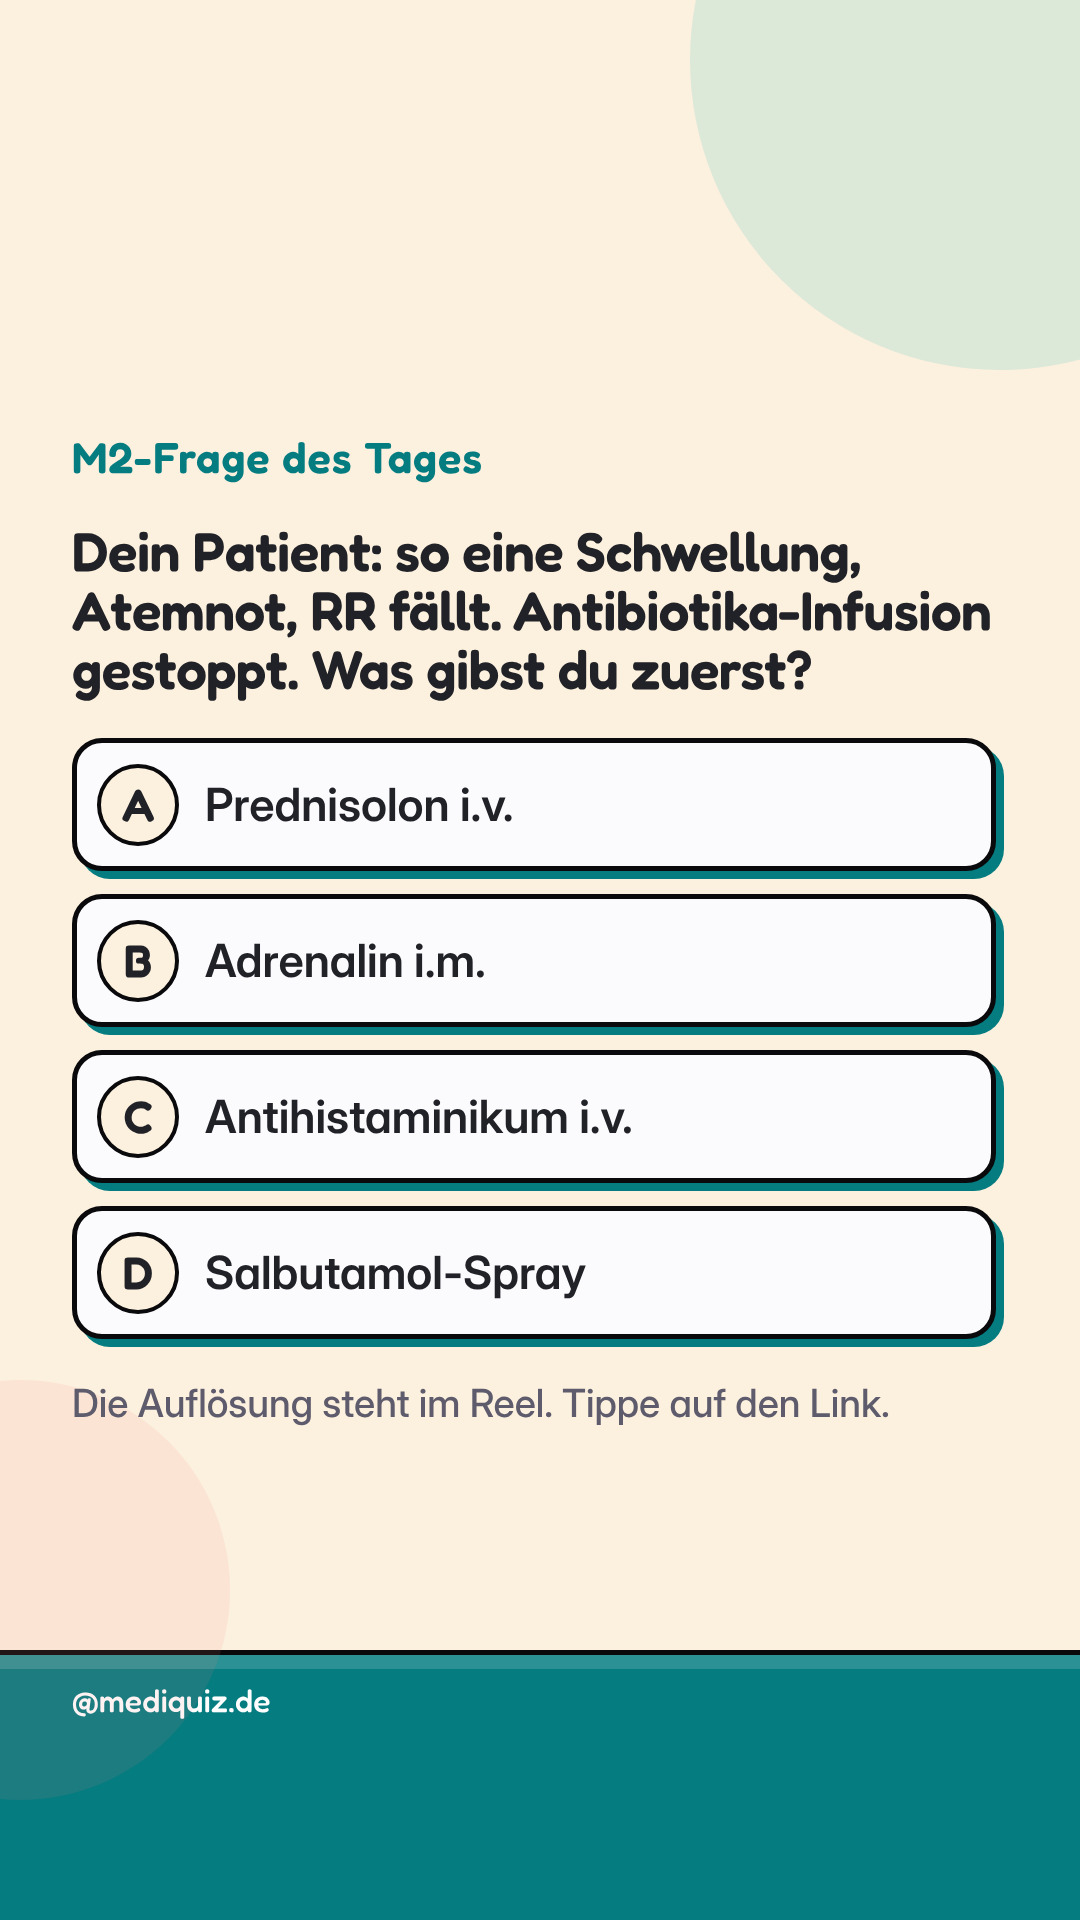 M2-Frage des Tages
Dein Patient: so eine Schwellung,
Atemnot, RR fällt. Antibiotika-Infusion
gestoppt. Was gibst du zuerst?
A Prednisolon i.v.
B Adrenalin i.m.
C Antihistaminikum i.v.
D Salbutamol-Spray
Die Auflösung steht im Reel. Tippe auf den Link.
@mediquiz.de